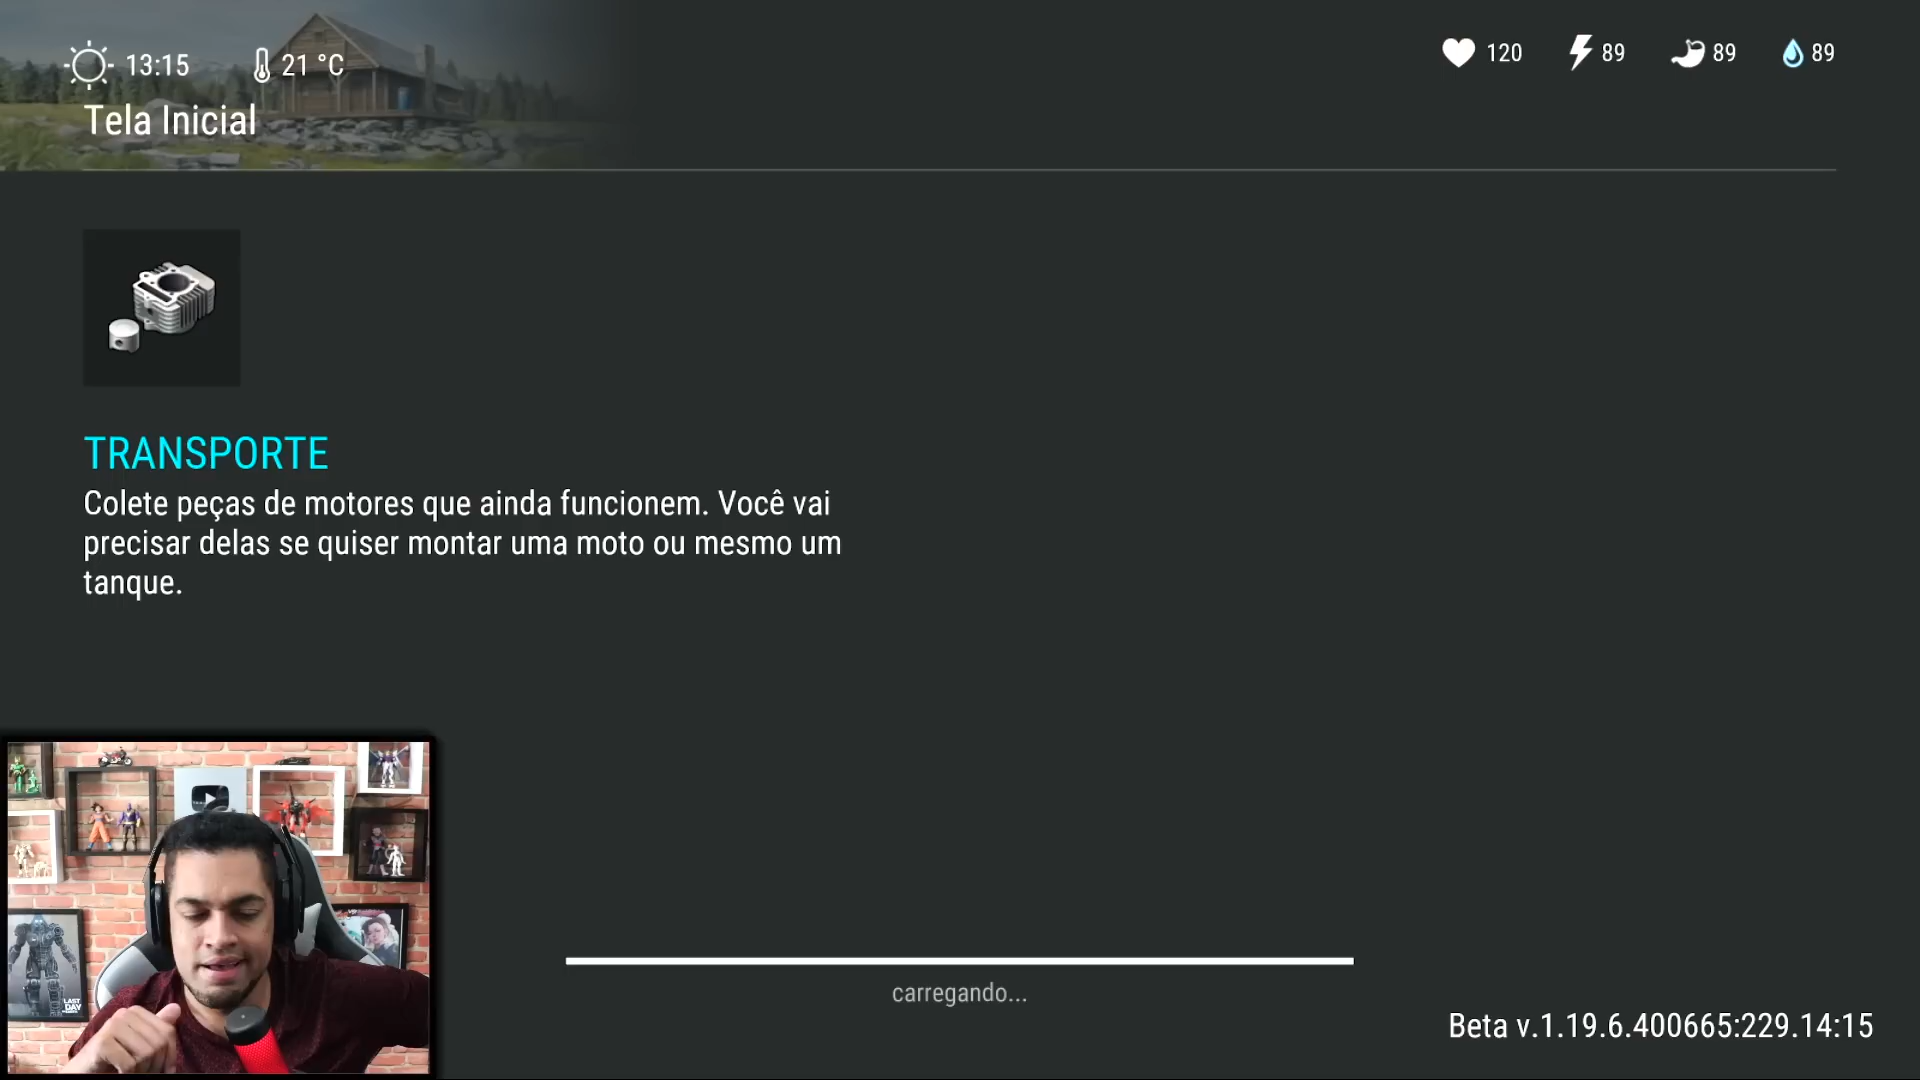 13:15
21 °C
120
89
89
89
Tela Inicial
TRANSPORTE
Colete peças de motores que ainda funcionem. Você vai
precisar delas se quiser montar uma moto ou mesmo um
tanque.
LAST
DAY
carregando...
Beta v.1.19.6.400665:229.14:15